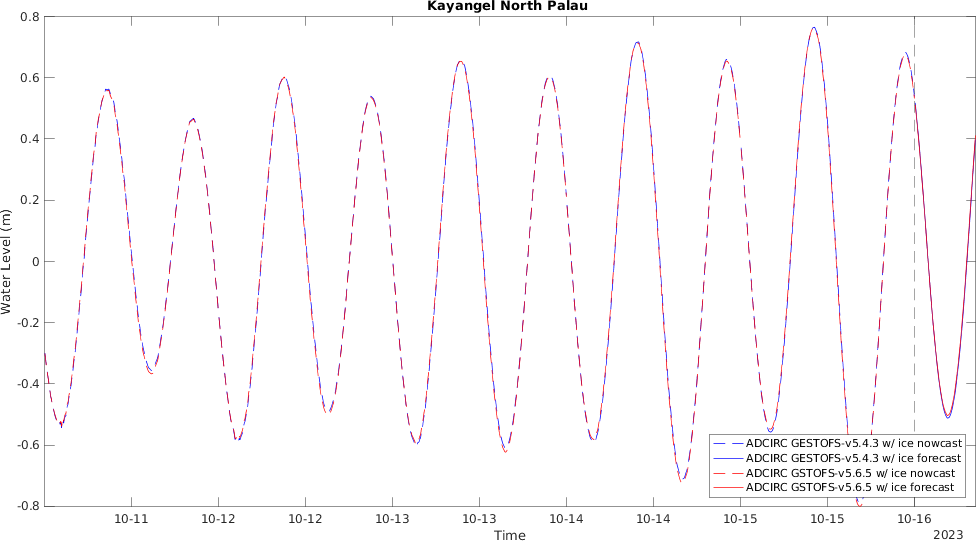 Kayangel North Palau
0.8
0.6
0.4
0.2
0
-0.2
-0.4
-0.6
-0.8
Water Level (m)
ADCIRC GESTOFS-v5.4.3 w/ ice nowcast
ADCIRC GESTOFS-v5.4.3 w/ ice forecast
ADCIRC GSTOFS-v5.6.5 w/ ice nowcast
ADCIRC GSTOFS-v5.6.5 w/ ice forecast
10-11 10-12 10-12 10-13 10-13 10-14 10-14 10-15 10-15 10-16
Time
2023